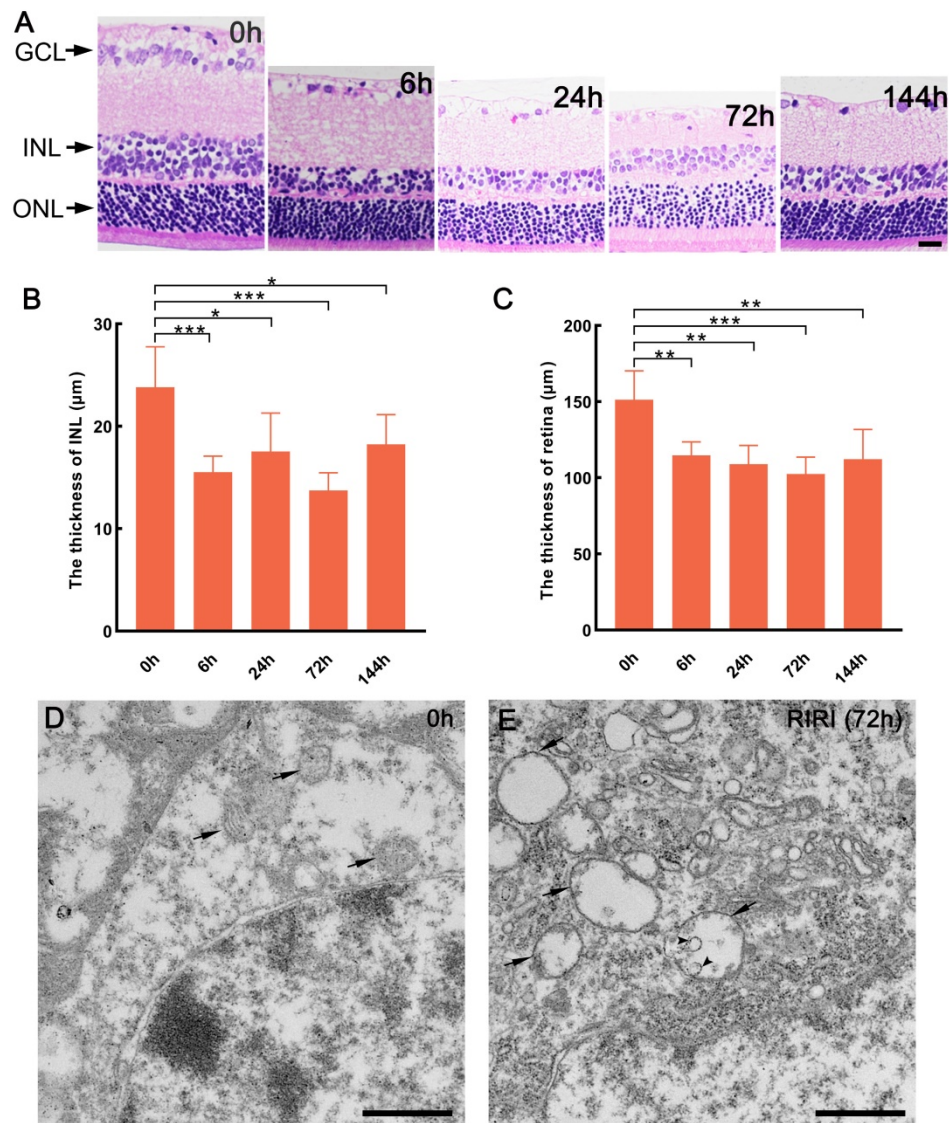 A
0h
GCL
6h
24h
72h
144h
INL
ONL
B
The thickness of INL (μm)
30
20
10
0
*
***
*
***
0h
6h
24h
72h
144h
C
The thickness of retina (μm)
200
150
100
50
0
**
***
**
**
0h
6h
24h
72h
144h
D
0h
E
RIRI (72h)